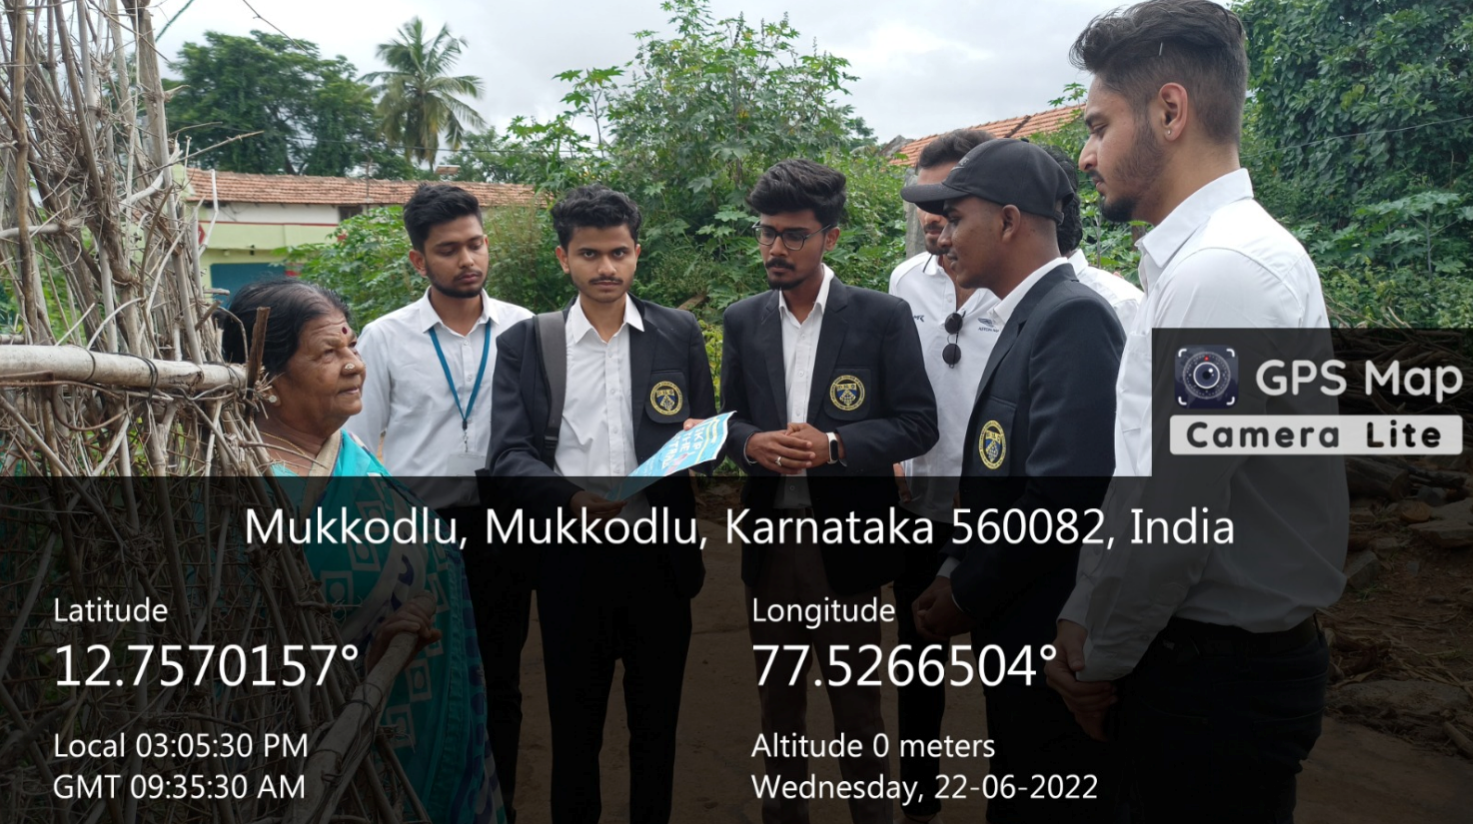 GPS Map
Camera Lite
Mukkodlu, Mukkodlu, Karnataka 560082, India
Latitude
12.7570157°
Longitude
77.5266504°
Local 03:05:30 PM
GMT 09:35:30 AM
Altitude 0 meters
Wednesday, 22-06-2022